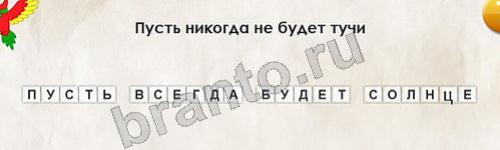 Пусть никогда не будет тучи
ПУСТЬ ВСЕГДА БУДЕТ СОЛНЦЕ
branto.ru